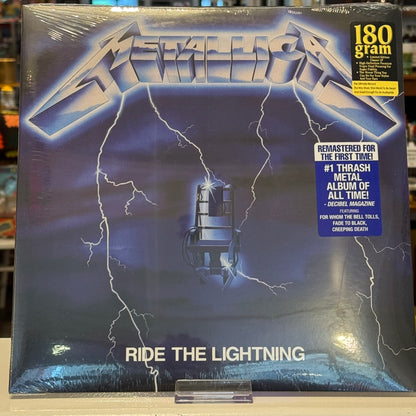 METALLICA
180
gram
REMASTERED FOR
THE FIRST TIME!
#1 THRASH
METAL
ALBUM OF
ALL TIME!
- DECIBEL MAGAZINE
FEATURING
FOR WHOM THE BELL TOLLS,
FADE TO BLACK,
CREEPING DEATH
RIDE THE LIGHTNING